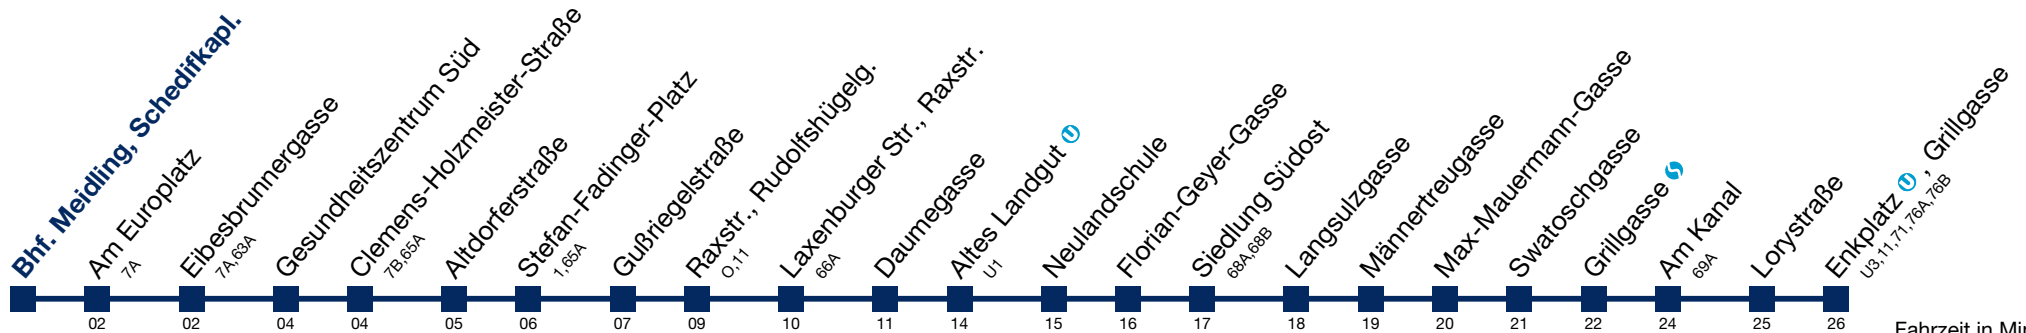 Bhf. Meidling, Schedifkapl.
Am Europlatz
7A
Eibesbrunnergasse
7A,63A
Gesundheitszentrum Süd
Clemens-Holzmeister-Straße
7B,65A
Altdorferstraße
Stefan-Fadinger-Platz
1,65A
Gußriegelstraße
Raxstr., Rudolfshügelg.
O,11
Laxenburger Str., Raxstr.
66A
Daumegasse
Altes Landgut U
U1
Neulandschule
Florian-Geyer-Gasse
Siedlung Südost
68A,68B
Langsulzgasse
Männertreugasse
Max-Mauermann-Gasse
Swatoschgasse
Grillgasse S
Am Kanal
69A
Lorystraße
Enkplatz U, Grillgasse
U3,11,71,76A,76B
02 02 04 04 05 06 07 09 10 11 14 15 16 17 18 19 20 21 22 24 25 26
Fahrzeit in Mi